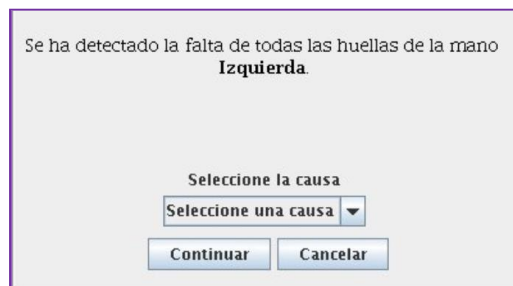 Se ha detectado la falta de todas las huellas de la mano
Izquierda.
Seleccione la causa
Seleccione una causa
Continuar Cancelar